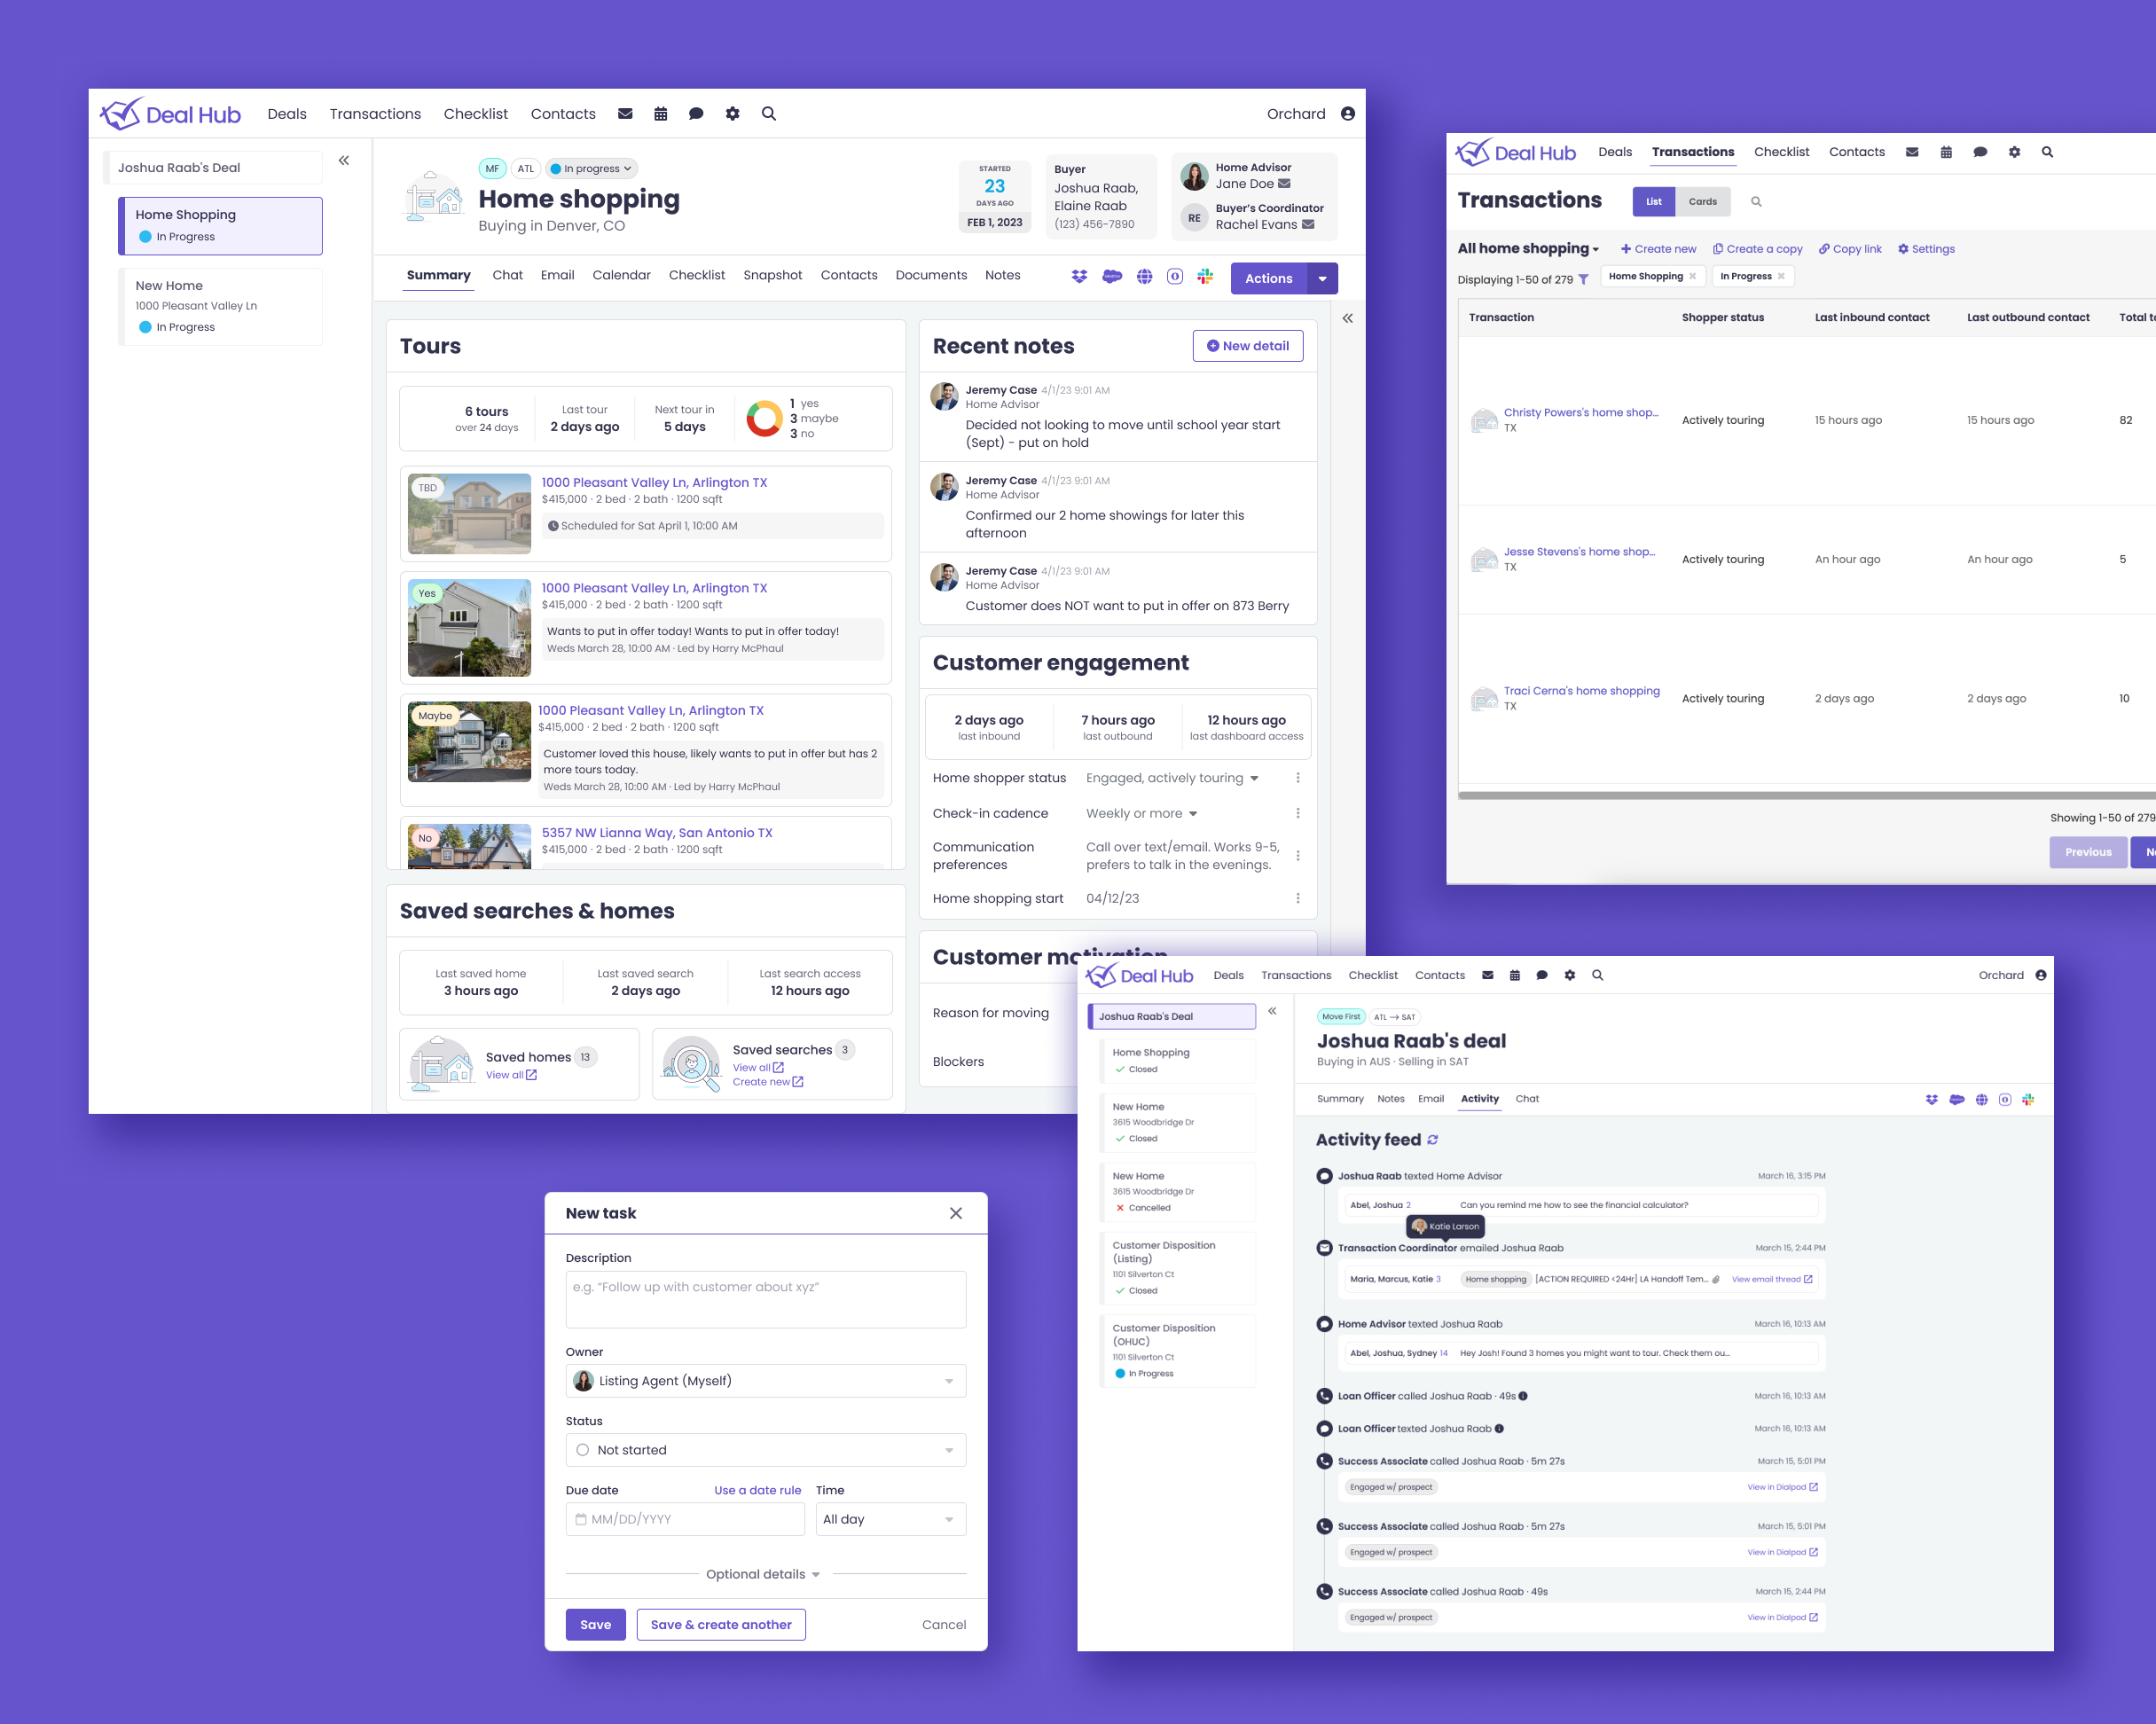 Deal Hub Deals Transactions Checklist Contacts Orchard
Joshua Raab's Deal
Home Shopping
In Progress
New Home
1000 Pleasant Valley Ln
In Progress
MF ATL In progress
Home shopping
Buying in Denver, CO
STARTED
23
DAYS AGO
FEB 1, 2023
Buyer
Joshua Raab,
Elaine Raab
(123) 456-7890
Home Advisor
Jane Doe
RE
Buyer's Coordinator
Rachel Evans
Summary Chat Email Calendar Checklist Snapshot Contacts Documents Notes Actions
Tours
6 tours
over 24 days
Last tour
2 days ago
Next tour in
5 days
1 yes
3 maybe
3 no
TBD
1000 Pleasant Valley Ln, Arlington TX
$415,000 · 2 bed · 2 bath · 1200 sqft
Scheduled for Sat April 1, 10:00 AM
Yes
1000 Pleasant Valley Ln, Arlington TX
$415,000 · 2 bed · 2 bath · 1200 sqft
Wants to put in offer today! Wants to put in offer today!
Weds March 28, 10:00 AM · Led by Harry McPhaul
Maybe
1000 Pleasant Valley Ln, Arlington TX
$415,000 · 2 bed · 2 bath · 1200 sqft
Customer loved this house, likely wants to put in offer but has 2
more tours today.
Weds March 28, 10:00 AM · Led by Harry McPhaul
No
5357 NW Lianna Way, San Antonio TX
$415,000 · 2 bed · 2 bath · 1200 sqft
Saved searches & homes
Last saved home
3 hours ago
Last saved search
2 days ago
Last search access
12 hours ago
Saved homes 13
View all
Saved searches 3
View all
Create new
Recent notes
New detail
Jeremy Case 4/1/23 9:01 AM
Home Advisor
Decided not looking to move until school year start
(Sept) - put on hold
Jeremy Case 4/1/23 9:01 AM
Home Advisor
Confirmed our 2 home showings for later this
afternoon
Jeremy Case 4/1/23 9:01 AM
Home Advisor
Customer does NOT want to put in offer on 873 Berry
Customer engagement
2 days ago
last inbound
7 hours ago
last outbound
12 hours ago
last dashboard access
Home shopper status Engaged, actively touring
Check-in cadence Weekly or more
Communication
preferences
Call over text/email. Works 9-5,
prefers to talk in the evenings.
Home shopping start 04/12/23
Customer motivation
Reason for moving
Blockers
Deal Hub Deals Transactions Checklist Contacts
Transactions List Cards
All home shopping Create new Create a copy Copy link Settings
Displaying 1-50 of 279 Home Shopping In Progress
Transaction Shopper status Last inbound contact Last outbound contact Total
Christy Powers's home shop...
TX
Actively touring 15 hours ago 15 hours ago 82
Jesse Stevens's home shop...
TX
Actively touring An hour ago An hour ago 5
Traci Cerna's home shopping
TX
Actively touring 2 days ago 2 days ago 10
Showing 1-50 of 279
Previous
Deal Hub Deals Transactions Checklist Contacts Orchard
Joshua Raab's Deal
Home Shopping
Closed
New Home
3615 Woodbridge Dr
Closed
New Home
3615 Woodbridge Dr
Cancelled
Customer Disposition
(Listing)
1101 Silverton Ct
Closed
Customer Disposition
(OHUC)
1101 Silverton Ct
In Progress
Move First ATL → SAT
Joshua Raab's deal
Buying in AUS · Selling in SAT
Summary Notes Email Activity Chat
Activity feed
Joshua Raab texted Home Advisor March 16, 3:15 PM
Abel, Joshua 2 Can you remind me how to see the financial calculator?
Katie Larson
Transaction Coordinator emailed Joshua Raab March 15, 2:44 PM
Maria, Marcus, Katie 3 Home shopping [ACTION REQUIRED <24Hr] LA Handoff Tem... View email thread
Home Advisor texted Joshua Raab March 16, 10:13 AM
Abel, Joshua, Sydney 14 Hey Josh! Found 3 homes you might want to tour. Check them ou...
Loan Officer called Joshua Raab · 49s March 16, 10:13 AM
Loan Officer texted Joshua Raab March 16, 10:13 AM
Success Associate called Joshua Raab · 5m 27s March 15, 5:01 PM
Engaged w/ prospect View in Dialpad
Success Associate called Joshua Raab · 5m 27s March 15, 5:01 PM
Engaged w/ prospect View in Dialpad
Success Associate called Joshua Raab · 49s March 15, 2:44 PM
Engaged w/ prospect View in Dialpad
New task
Description
e.g. "Follow up with customer about xyz"
Owner
Listing Agent (Myself)
Status
Not started
Due date Use a date rule Time
MM/DD/YYYY All day
Optional details
Save Save & create another Cancel